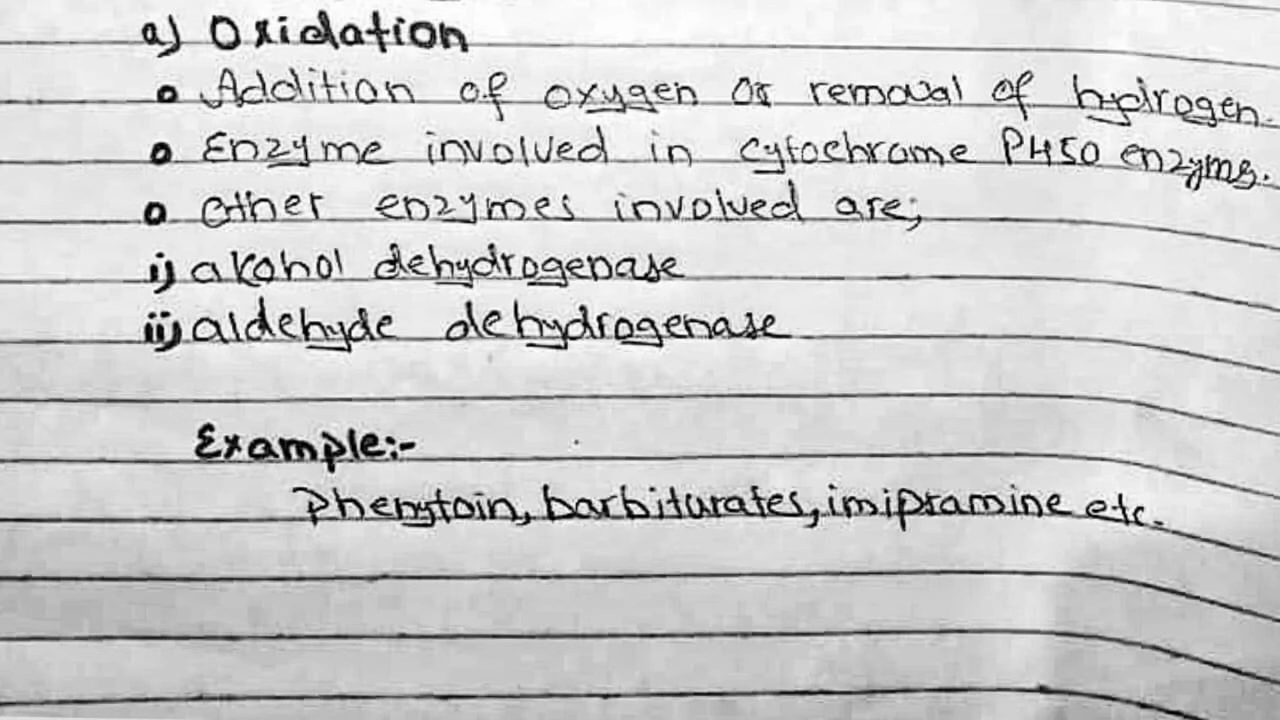 a) Oxidation
o Addition of oxygen or removal of hydrogen.
o Enzyme involved in cytochrome P450 enzyms.
o other enzymes involved are;
i) alcohol dehydrogenase
ii) aldehyde dehydrogenase
Example:-
Phenytoin, barbiturates, imipramine etc.